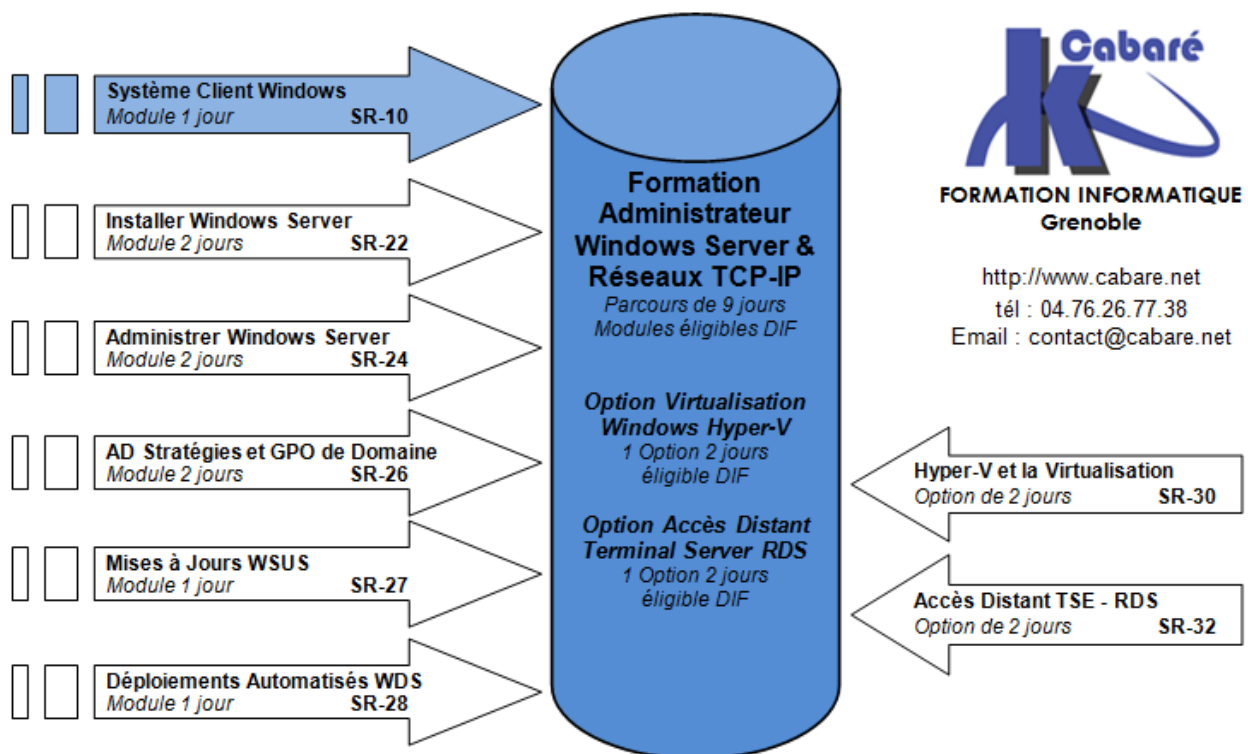 Système Client Windows
Module 1 jour SR-10
Installer Windows Server
Module 2 jours SR-22
Administrer Windows Server
Module 2 jours SR-24
AD Stratégies et GPO de Domaine
Module 2 jours SR-26
Mises à Jours WSUS
Module 1 jour SR-27
Déploiements Automatisés WDS
Module 1 jour SR-28
Formation
Administrateur
Windows Server &
Réseaux TCP-IP
Parcours de 9 jours
Modules éligibles DIF
Option Virtualisation
Windows Hyper-V
1 Option 2 jours
éligible DIF
Option Accès Distant
Terminal Server RDS
1 Option 2 jours
éligible DIF
Cabaré
FORMATION INFORMATIQUE
Grenoble
http://www.cabare.net
tél : 04.76.26.77.38
Email : contact@cabare.net
Hyper-V et la Virtualisation
Option de 2 jours SR-30
Accès Distant TSE - RDS
Option de 2 jours SR-32